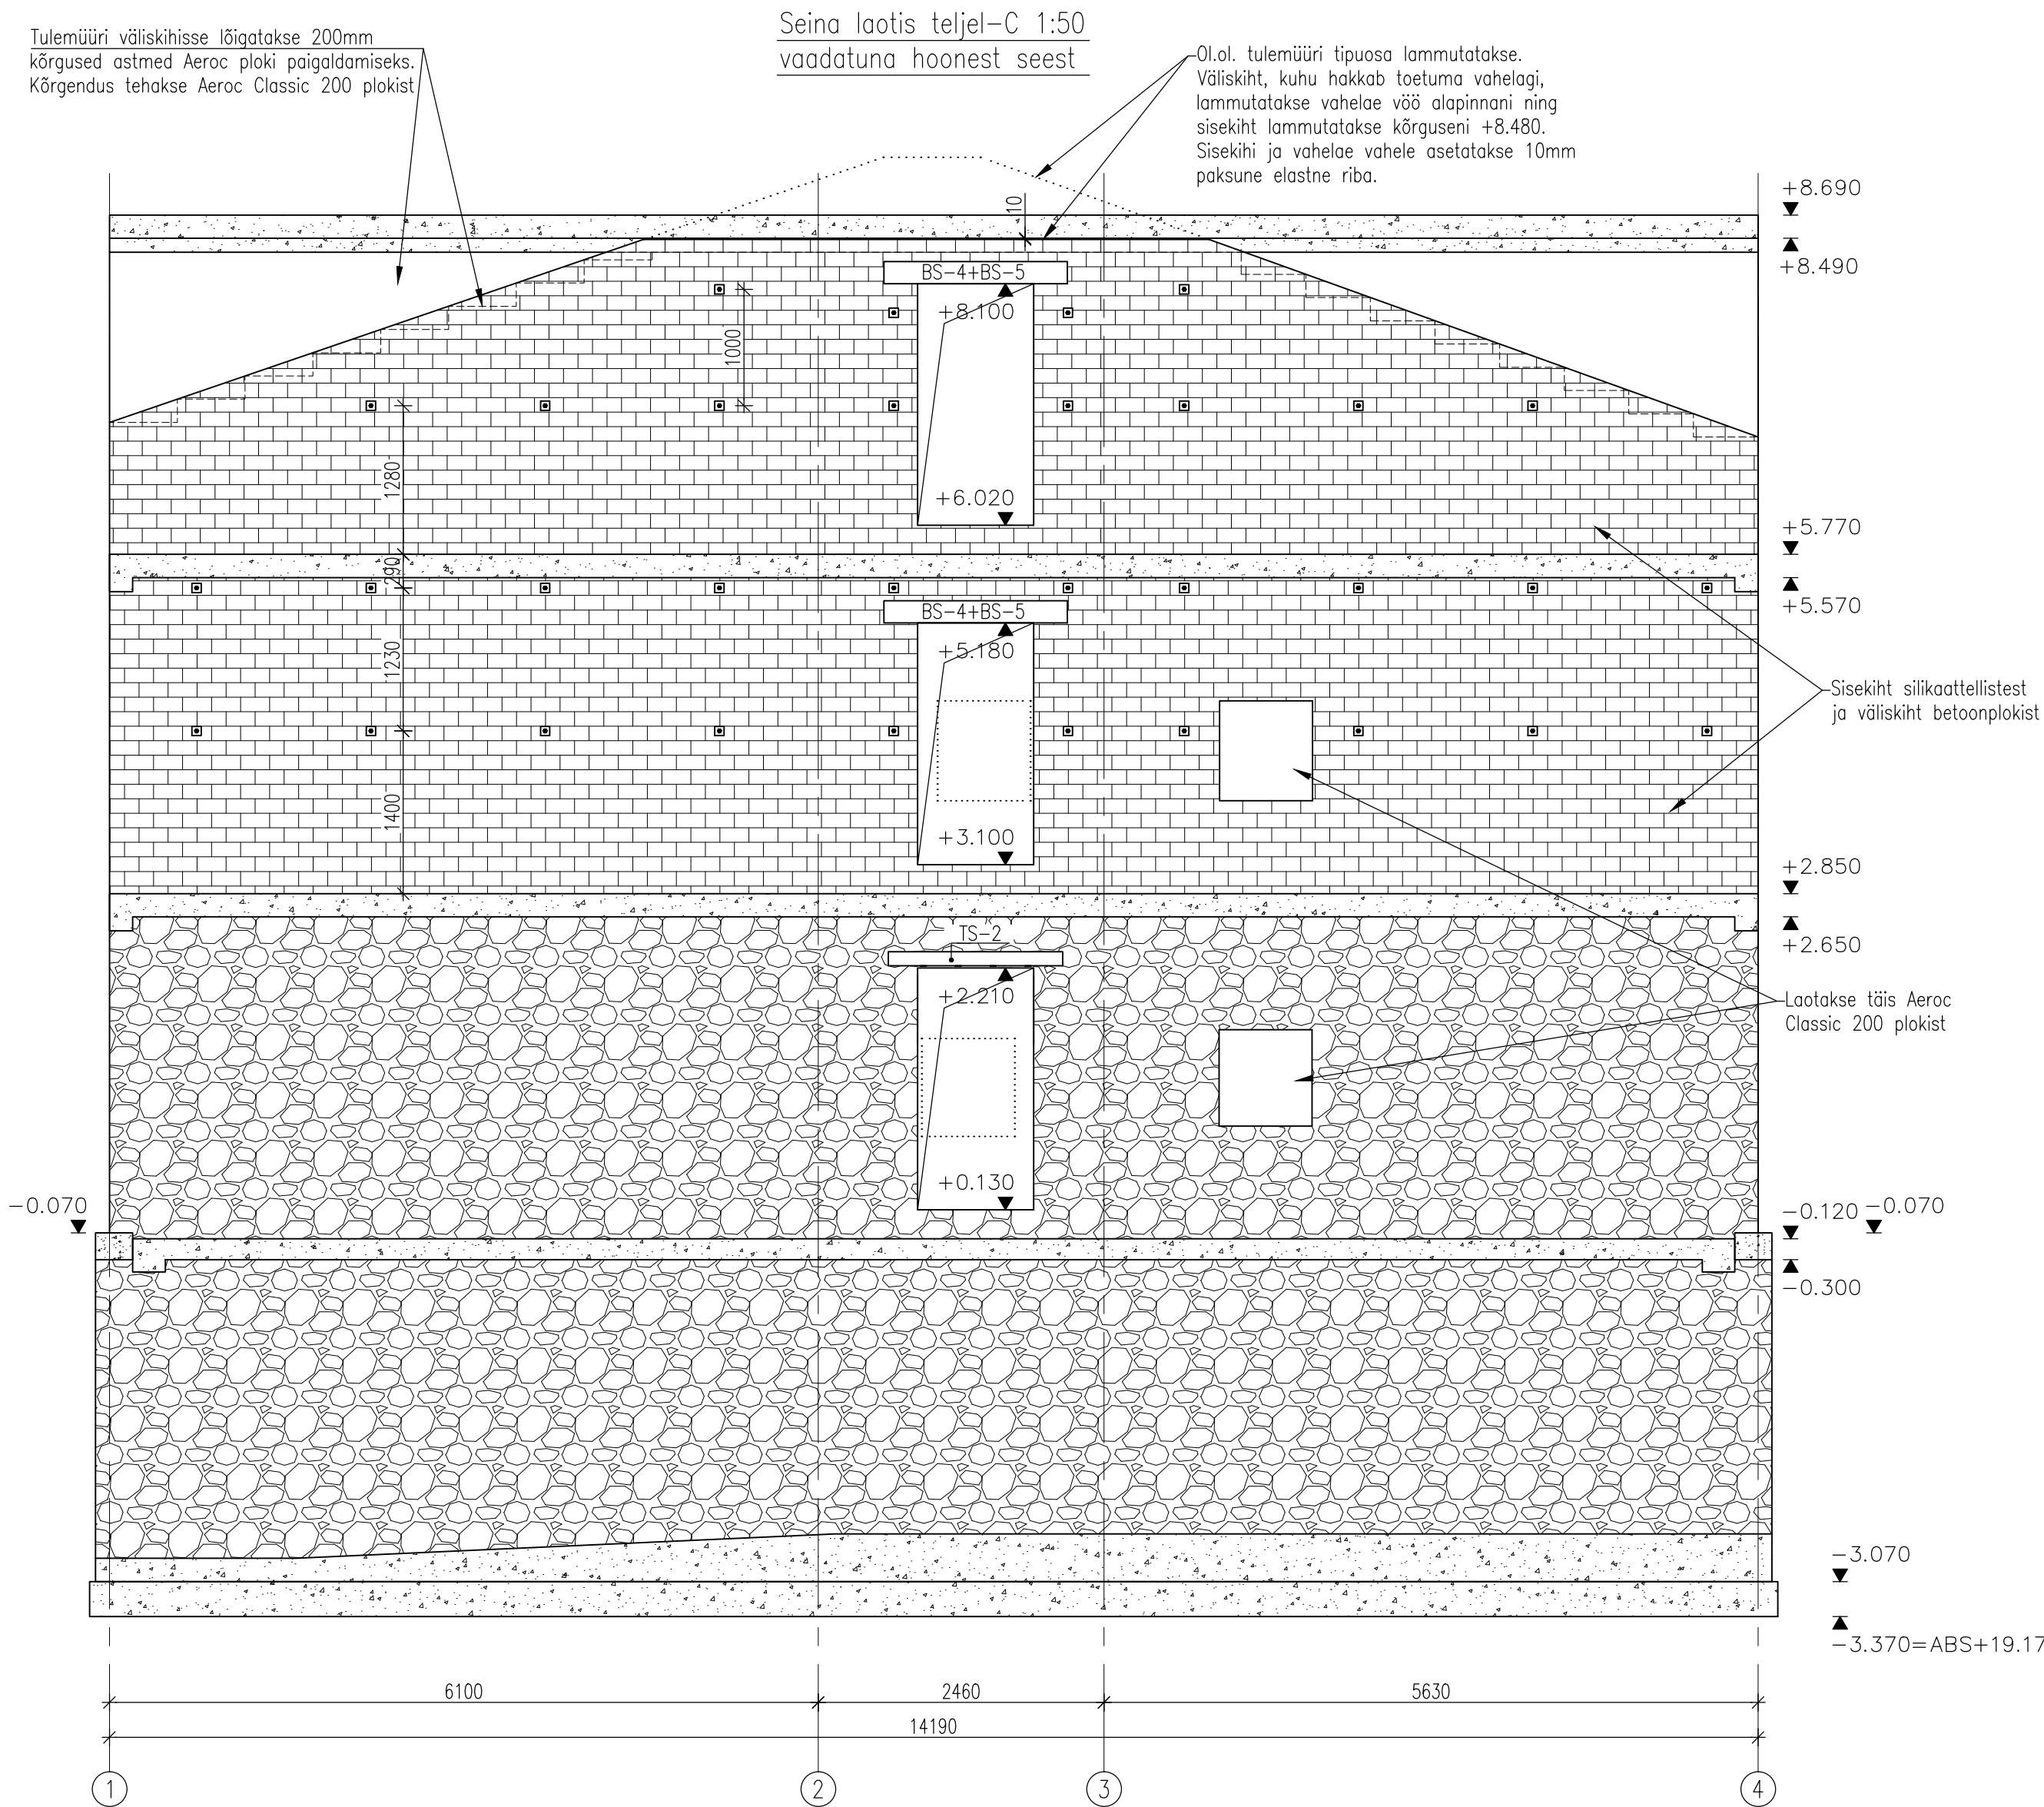 Seina laotis teljel-C 1:50
vaadatuna hoonest seest
Tulemüüri väliskihisse lõigatakse 200mm
kõrgused astmed Aeroc ploki paigaldamiseks.
Kõrgendus tehakse Aeroc Classic 200 plokist
Ol.ol. tulemüüri tipuosa lammutatakse.
Väliskiht, kuhu hakkab toetuma vahelagi,
lammutatakse vahelae vöö alapinnani ning
sisekiht lammutatakse kõrguseni +8.480.
Sisekihi ja vahelae vahele asetatakse 10mm
paksune elastne riba.
+8.690
10
+8.490
BS-4+BS-5
+8.100
1000
1280
+6.020
+5.770
290
+5.570
BS-4+BS-5
+5.180
1230
Sisekiht silikaattellistest
ja väliskiht betoonplokist
1400
+3.100
+2.850
TS-2
+2.650
+2.210
Laotakse täis Aeroc
Classic 200 plokist
+0.130
-0.070
-0.120
-0.070
-0.300
-3.070
-3.370=ABS+19.17
6100
2460
5630
14190
1
2
3
4